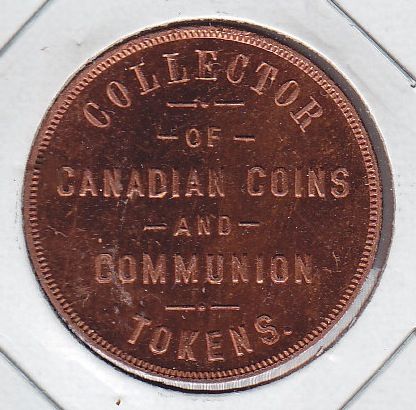 COLLECTOR
– OF –
CANADIAN COINS
– AND –
COMMUNION
TOKENS.